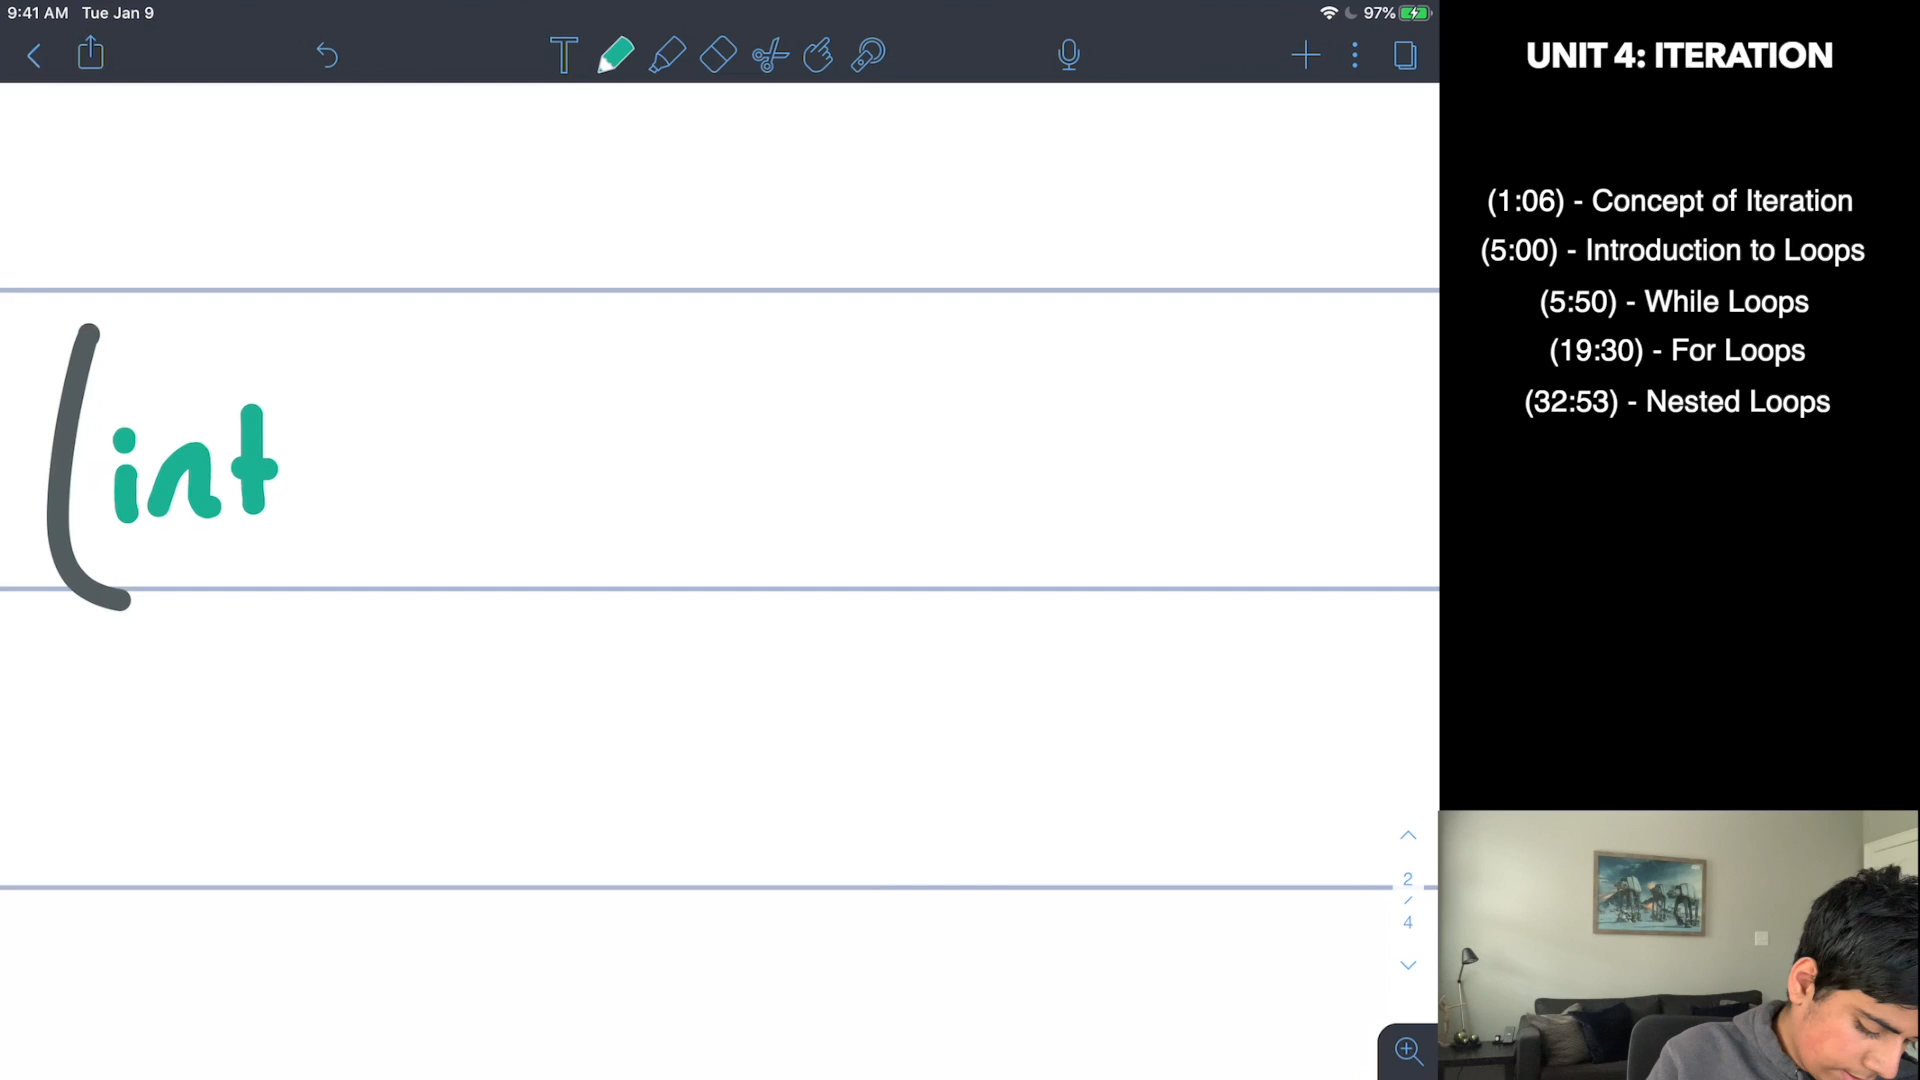 9:41 AM Tue Jan 9
97%
UNIT 4: ITERATION
(1:06) - Concept of Iteration
(5:00) - Introduction to Loops
(5:50) - While Loops
(19:30) - For Loops
(32:53) - Nested Loops
(int
2
/
4